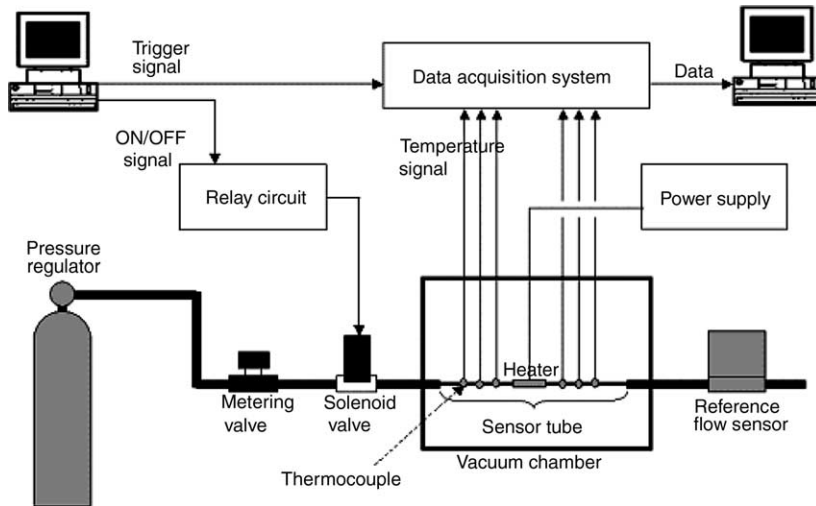 Trigger
signal
Data acquisition system
Data
ON/OFF
signal
Temperature
signal
Relay circuit
Power supply
Pressure
regulator
Heater
Metering
valve
Solenoid
valve
Sensor tube
Reference
flow sensor
Thermocouple
Vacuum chamber